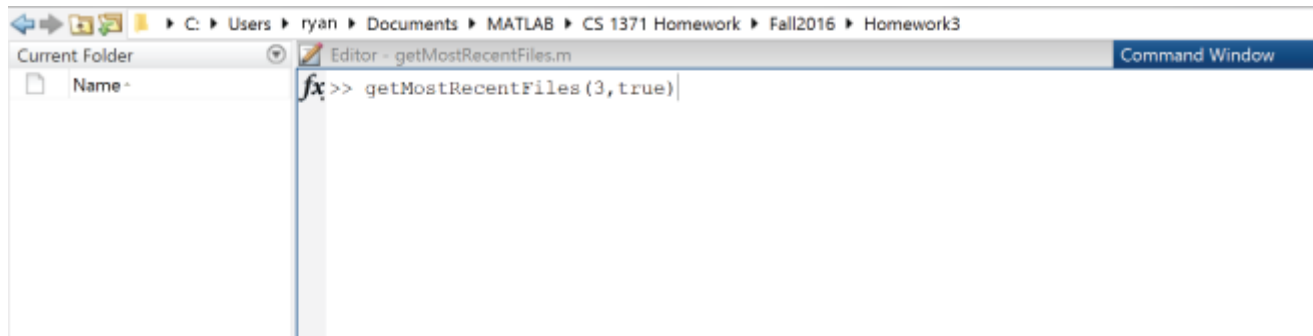 C: Users ryan Documents MATLAB CS 1371 Homework Fall2016 Homework3
Current Folder Editor - getMostRecentFiles.m Command Window
Name
fx >> getMostRecentFiles(3,true)